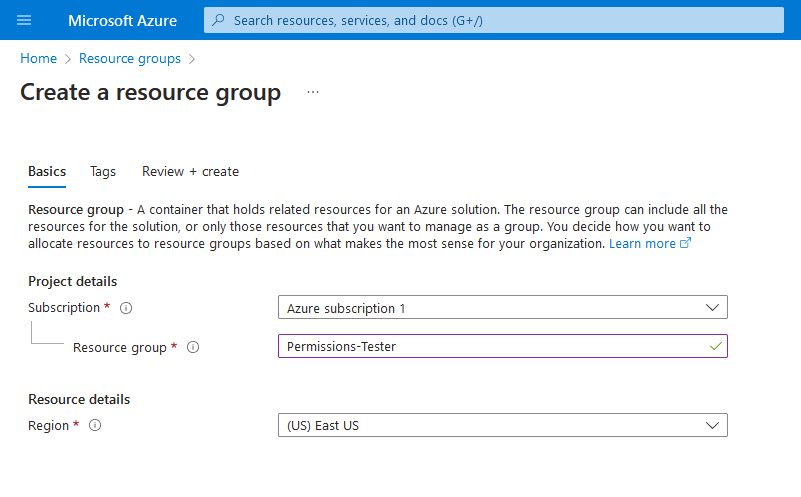 Microsoft Azure
Search resources, services, and docs (G+/)
Home > Resource groups >
Create a resource group ...
Basics Tags Review + create
Resource group - A container that holds related resources for an Azure solution. The resource group can include all the
resources for the solution, or only those resources that you want to manage as a group. You decide how you want to
allocate resources to resource groups based on what makes the most sense for your organization. Learn more
Project details
Subscription * Azure subscription 1
Resource group * Permissions-Tester
Resource details
Region * (US) East US